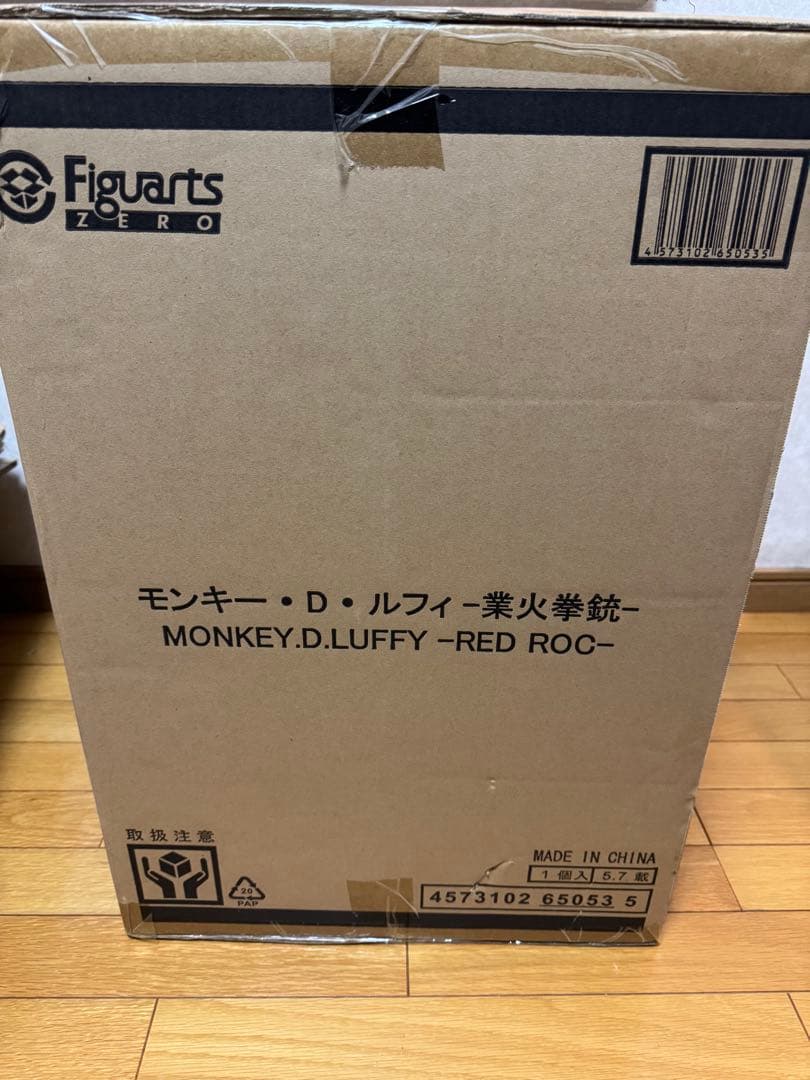 Figuarts
ZERO
4573102650535
モンキー・D・ルフィ-業火拳銃-
MONKEY.D.LUFFY -RED ROC-
取扱注意
20
PAP
MADE IN CHINA
1個入 5.7載
4573102 65053 5